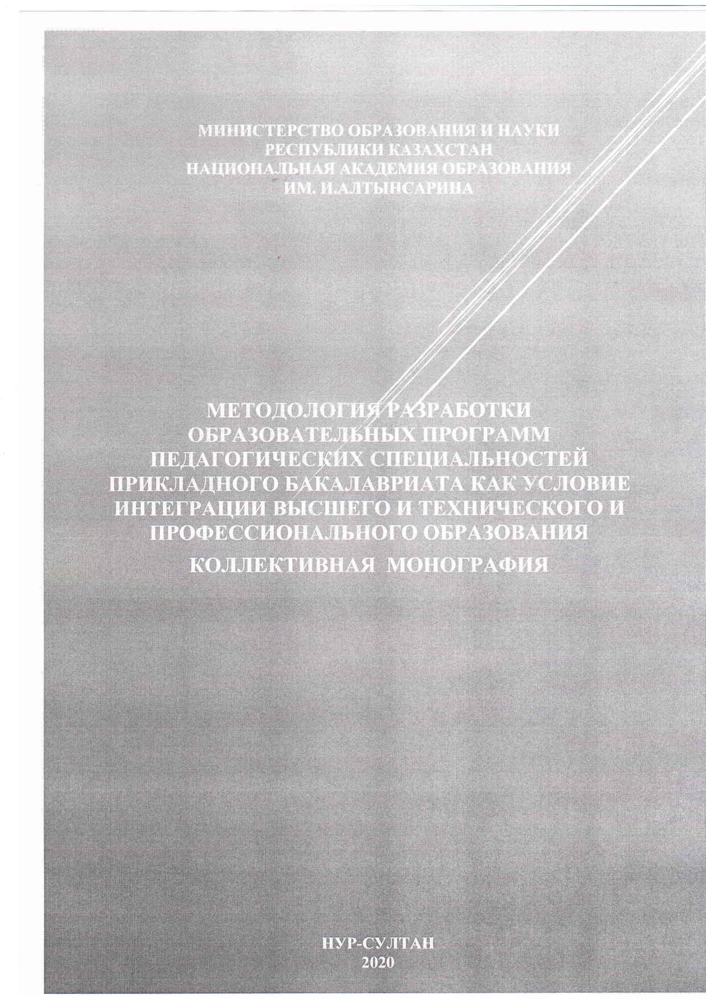 МИНИСТЕРСТВО ОБРАЗОВАНИЯ И НАУКИ
РЕСПУБЛИКИ КАЗАХСТАН
НАЦИОНАЛЬНАЯ АКАДЕМИЯ ОБРАЗОВАНИЯ
ИМ. И.АЛТЫНСАРИНА
МЕТОДОЛОГИЯ РАЗРАБОТКИ
ОБРАЗОВАТЕЛЬНЫХ ПРОГРАММ
ПЕДАГОГИЧЕСКИХ СПЕЦИАЛЬНОСТЕЙ
ПРИКЛАДНОГО БАКАЛАВРИАТА КАК УСЛОВИЕ
ИНТЕГРАЦИИ ВЫСШЕГО И ТЕХНИЧЕСКОГО И
ПРОФЕССИОНАЛЬНОГО ОБРАЗОВАНИЯ
КОЛЛЕКТИВНАЯ МОНОГРАФИЯ
НУР-СУЛТАН
2020